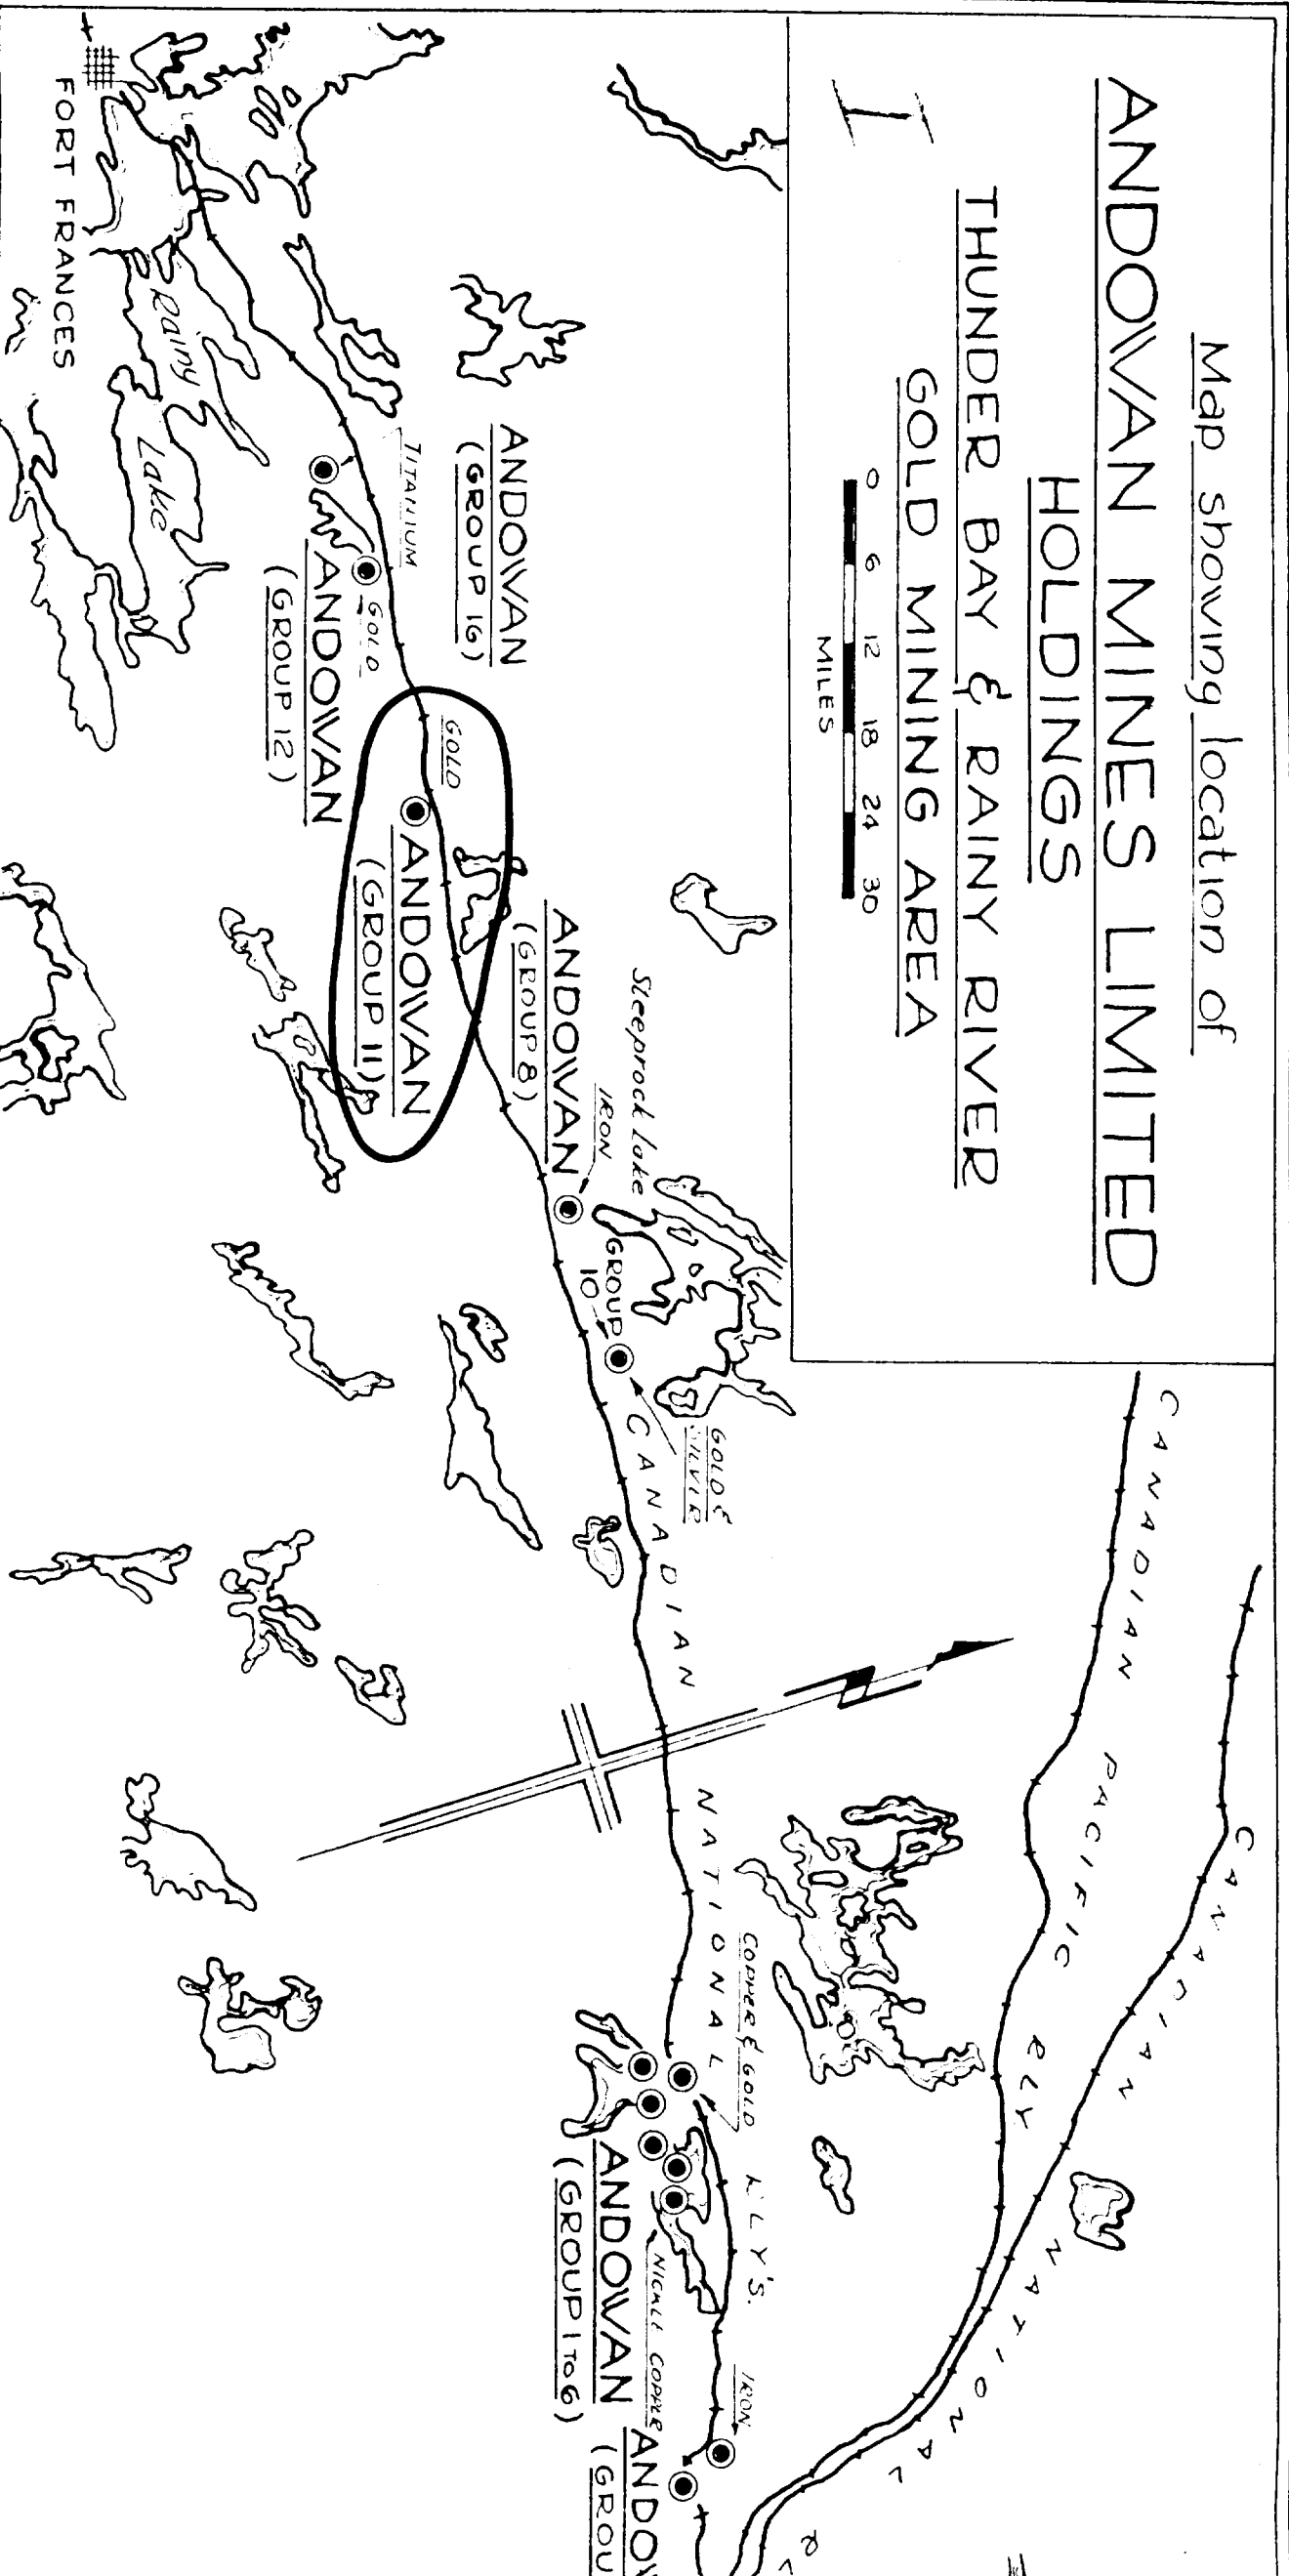 Map showing location of
ANDOWAN MINES LIMITED
HOLDINGS
THUNDER BAY & RAINY RIVER
GOLD MINING AREA
0 6 12 18 24 30
MILES
CANADIAN PACIFIC RLY
CANADIAN NATIONAL
Steeprock Lake
GOLD &
SILVER
GROUP
10
IRON
ANDOWAN
(GROUP 8)
ANDOWAN
(GROUP 16)
TITANIUM
GOLD
ANDOWAN
(GROUP 12)
GOLD
ANDOWAN
(GROUP 11)
CANADIAN NATIONAL RLY'S.
COPPER & GOLD
ANDOWAN
(GROUP 1 TO 6)
NICKLE COPPER
IRON
Rainy Lake
FORT FRANCES